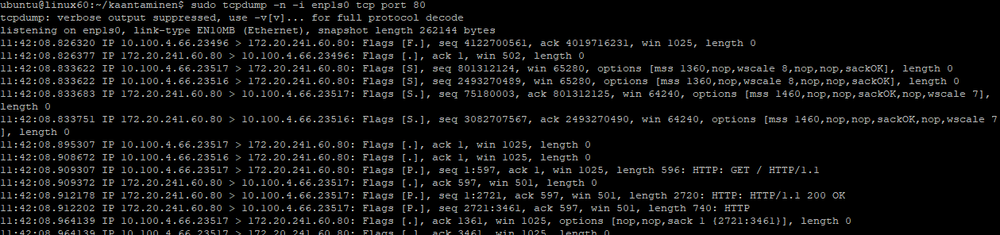 ubuntu@linux60:~/kaantaminen$ sudo tcpdump -n -i enp1s0 tcp port 80
tcpdump: verbose output suppressed, use -v[v]... for full protocol decode
listening on enp1s0, link-type EN10MB (Ethernet), snapshot length 262144 bytes
11:42:08.826320 IP 10.100.4.66.23496 > 172.20.241.60.80: Flags [F.], seq 4122700561, ack 4019716231, win 1025, length 0
11:42:08.826377 IP 172.20.241.60.80 > 10.100.4.66.23496: Flags [.], ack 1, win 502, length 0
11:42:08.833622 IP 10.100.4.66.23517 > 172.20.241.60.80: Flags [S], seq 801312124, win 65280, options [mss 1360,nop,wscale 8,nop,nop,sackOK], length 0
11:42:08.833622 IP 10.100.4.66.23516 > 172.20.241.60.80: Flags [S], seq 2493270489, win 65280, options [mss 1360,nop,wscale 8,nop,nop,sackOK], length 0
11:42:08.833683 IP 172.20.241.60.80 > 10.100.4.66.23517: Flags [S.], seq 75180003, ack 801312125, win 64240, options [mss 1460,nop,nop,sackOK,nop,wscale 7],
length 0
11:42:08.833751 IP 172.20.241.60.80 > 10.100.4.66.23516: Flags [S.], seq 3082707567, ack 2493270490, win 64240, options [mss 1460,nop,nop,sackOK,nop,wscale 7
], length 0
11:42:08.895307 IP 10.100.4.66.23517 > 172.20.241.60.80: Flags [.], ack 1, win 1025, length 0
11:42:08.908672 IP 10.100.4.66.23516 > 172.20.241.60.80: Flags [.], ack 1, win 1025, length 0
11:42:08.909307 IP 10.100.4.66.23517 > 172.20.241.60.80: Flags [P.], seq 1:597, ack 1, win 1025, length 596: HTTP: GET / HTTP/1.1
11:42:08.909372 IP 172.20.241.60.80 > 10.100.4.66.23517: Flags [.], ack 597, win 501, length 0
11:42:08.912178 IP 172.20.241.60.80 > 10.100.4.66.23517: Flags [P.], seq 1:2721, ack 597, win 501, length 2720: HTTP: HTTP/1.1 200 OK
11:42:08.912202 IP 172.20.241.60.80 > 10.100.4.66.23517: Flags [P.], seq 2721:3461, ack 597, win 501, length 740: HTTP
11:42:08.964139 IP 10.100.4.66.23517 > 172.20.241.60.80: Flags [.], ack 1361, win 1025, options [nop,nop,sack 1 {2721:3461}], length 0
11:42:08.964139 IP 10.100.4.66.23517 > 172.20.241.60.80: Flags [.], ack 3461, win 1025, length 0